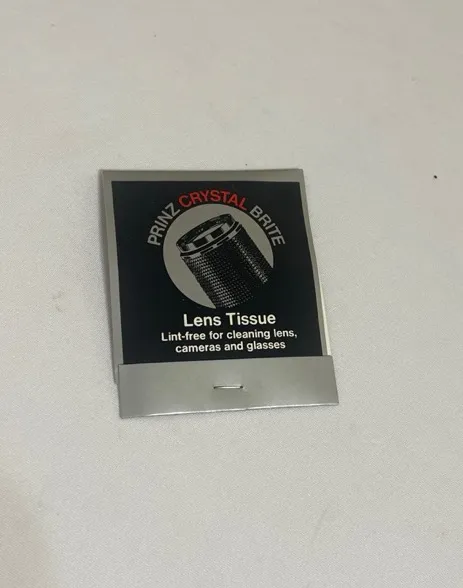 PRINZ CRYSTAL BRITE
Lens Tissue
Lint-free for cleaning lens,
cameras and glasses